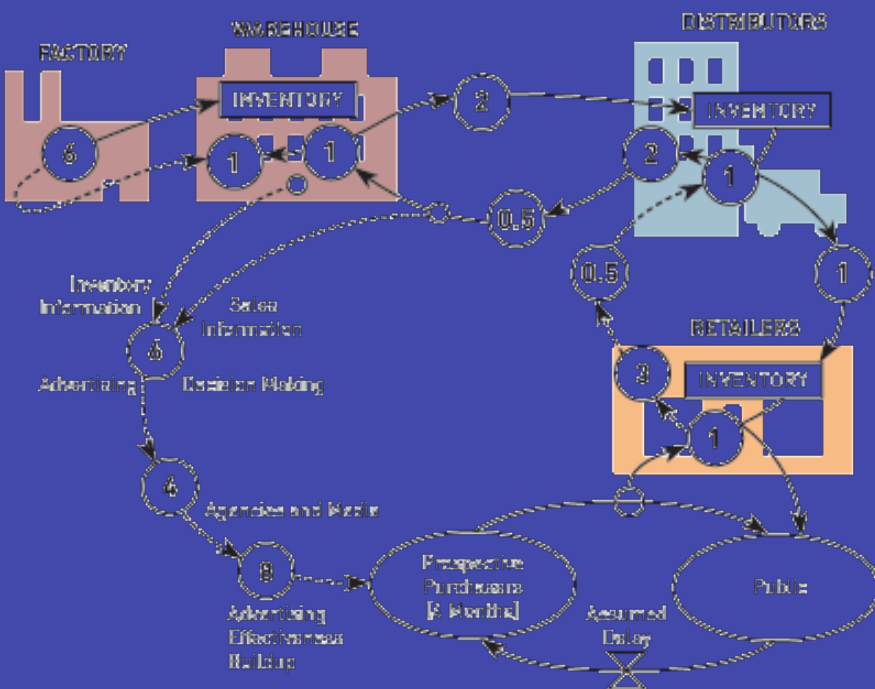 FACTORY
WAREHOUSE
DISTRIBUTORS
INVENTORY
2
INVENTORY
6
1
1
2
1
0.5
0.5
1
Inventory
Information
Sales
Information
RETAILERS
6
3
INVENTORY
Advertising
Decision Making
1
4
Agencies and Media
8
Prospective
Purchasers
Public
Advertising
Effectiveness
Buildup
Assumed
Delay